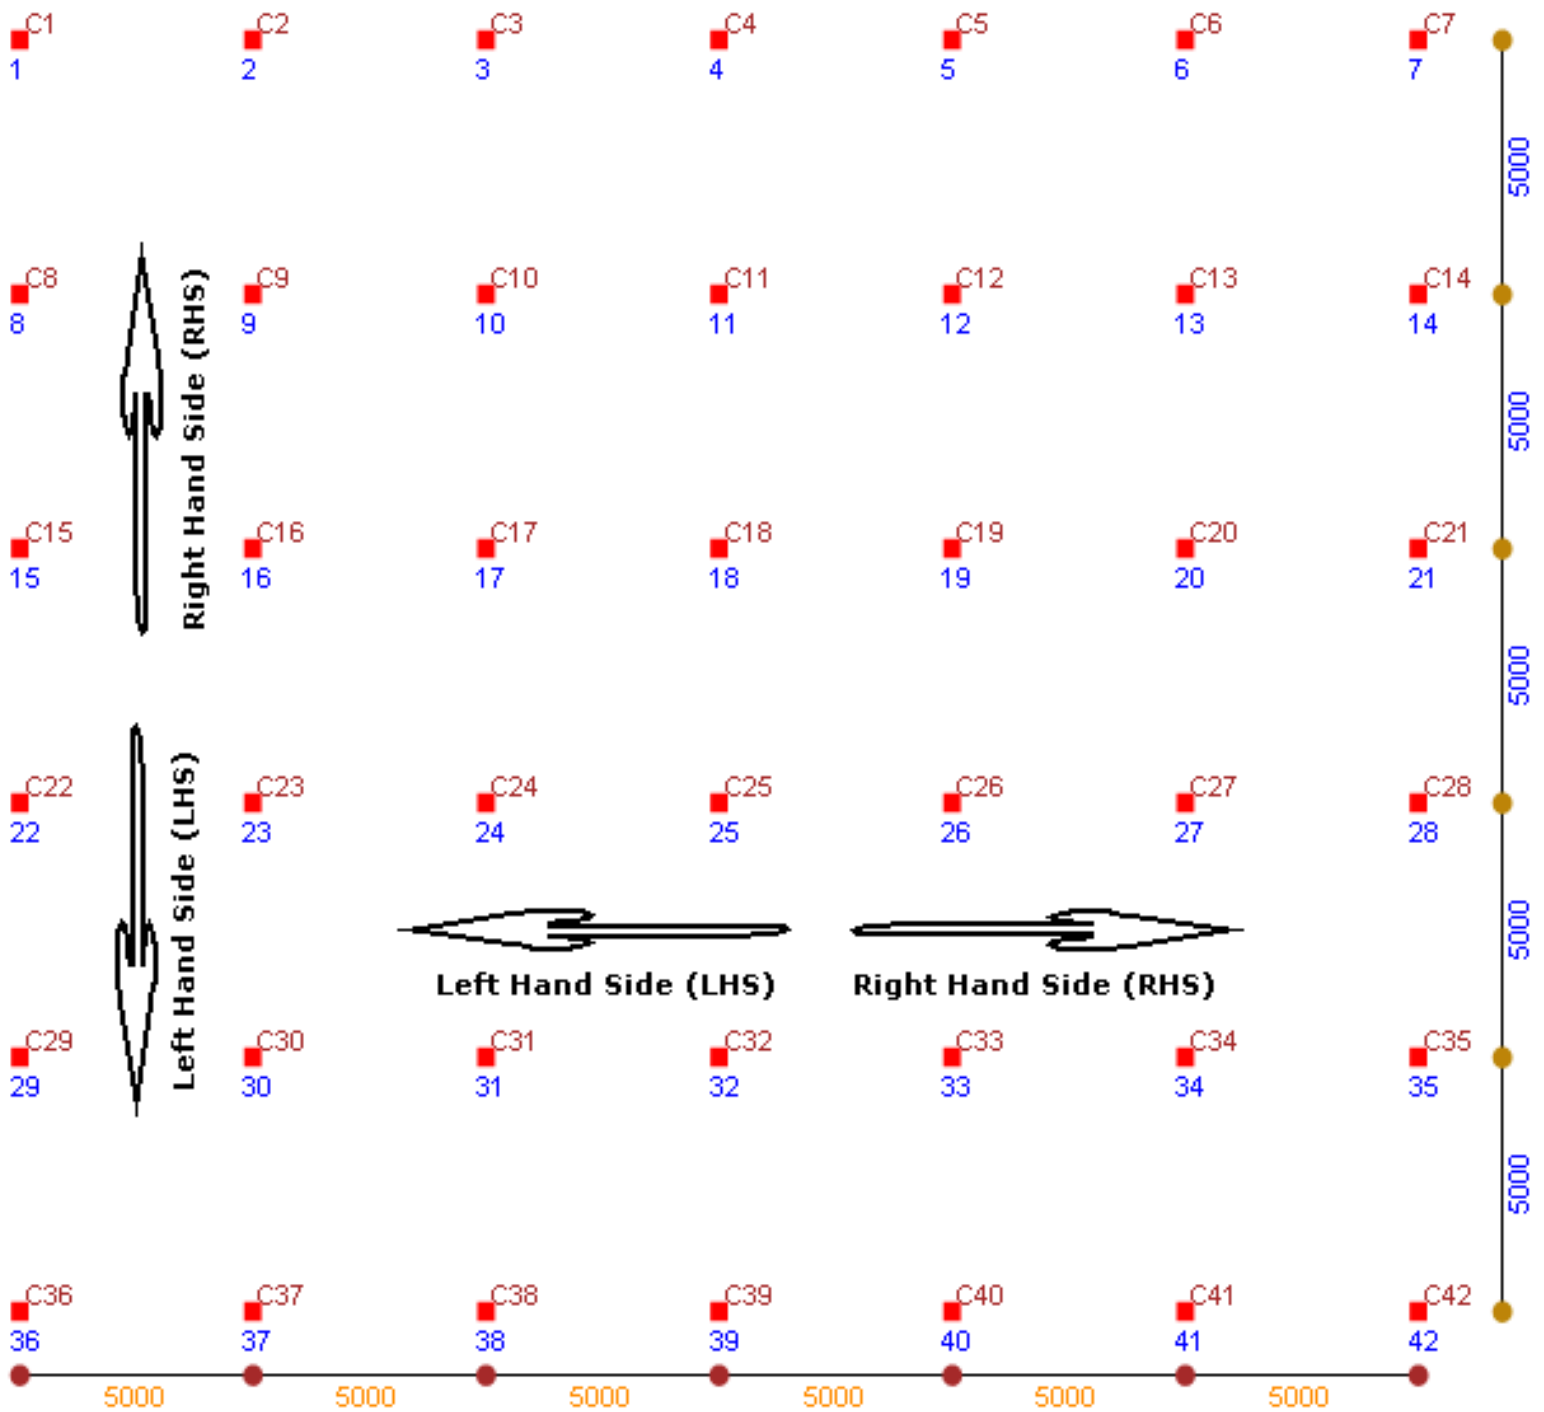 C1 C2 C3 C4 C5 C6 C7
1 2 3 4 5 6 7
5000
C8 C9 C10 C11 C12 C13 C14
8 9 10 11 12 13 14
Right Hand Side (RHS)
5000
C15 C16 C17 C18 C19 C20 C21
15 16 17 18 19 20 21
5000
C22 C23 C24 C25 C26 C27 C28
22 23 24 25 26 27 28
Left Hand Side (LHS)
5000
Left Hand Side (LHS) Right Hand Side (RHS)
C29 C30 C31 C32 C33 C34 C35
29 30 31 32 33 34 35
5000
C36 C37 C38 C39 C40 C41 C42
36 37 38 39 40 41 42
5000 5000 5000 5000 5000 5000